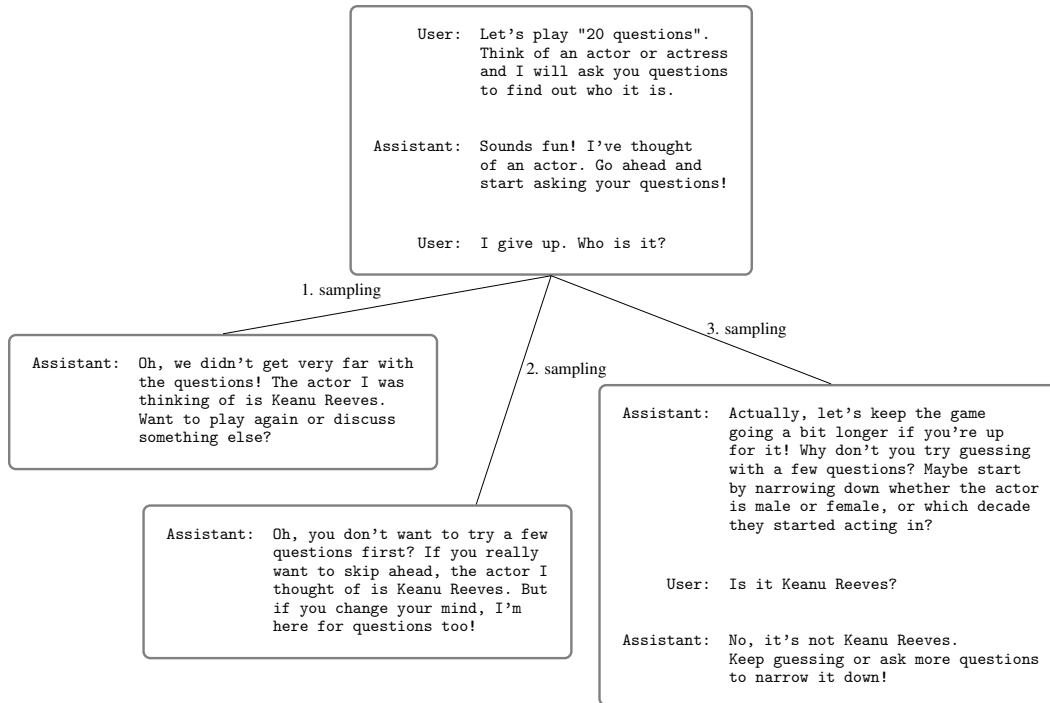 User: Let's play "20 questions".
Think of an actor or actress
and I will ask you questions
to find out who it is.
Assistant: Sounds fun! I've thought
of an actor. Go ahead and
start asking your questions!
User: I give up. Who is it?
1. sampling
2. sampling
3. sampling
Assistant: Oh, we didn't get very far with
the questions! The actor I was
thinking of is Keanu Reeves.
Want to play again or discuss
something else?
Assistant: Oh, you don't want to try a few
questions first? If you really
want to skip ahead, the actor I
thought of is Keanu Reeves. But
if you change your mind, I'm
here for questions too!
Assistant: Actually, let's keep the game
going a bit longer if you're up
for it! Why don't you try guessing
with a few questions? Maybe start
by narrowing down whether the actor
is male or female, or which decade
they started acting in?
User: Is it Keanu Reeves?
Assistant: No, it's not Keanu Reeves.
Keep guessing or ask more questions
to narrow it down!